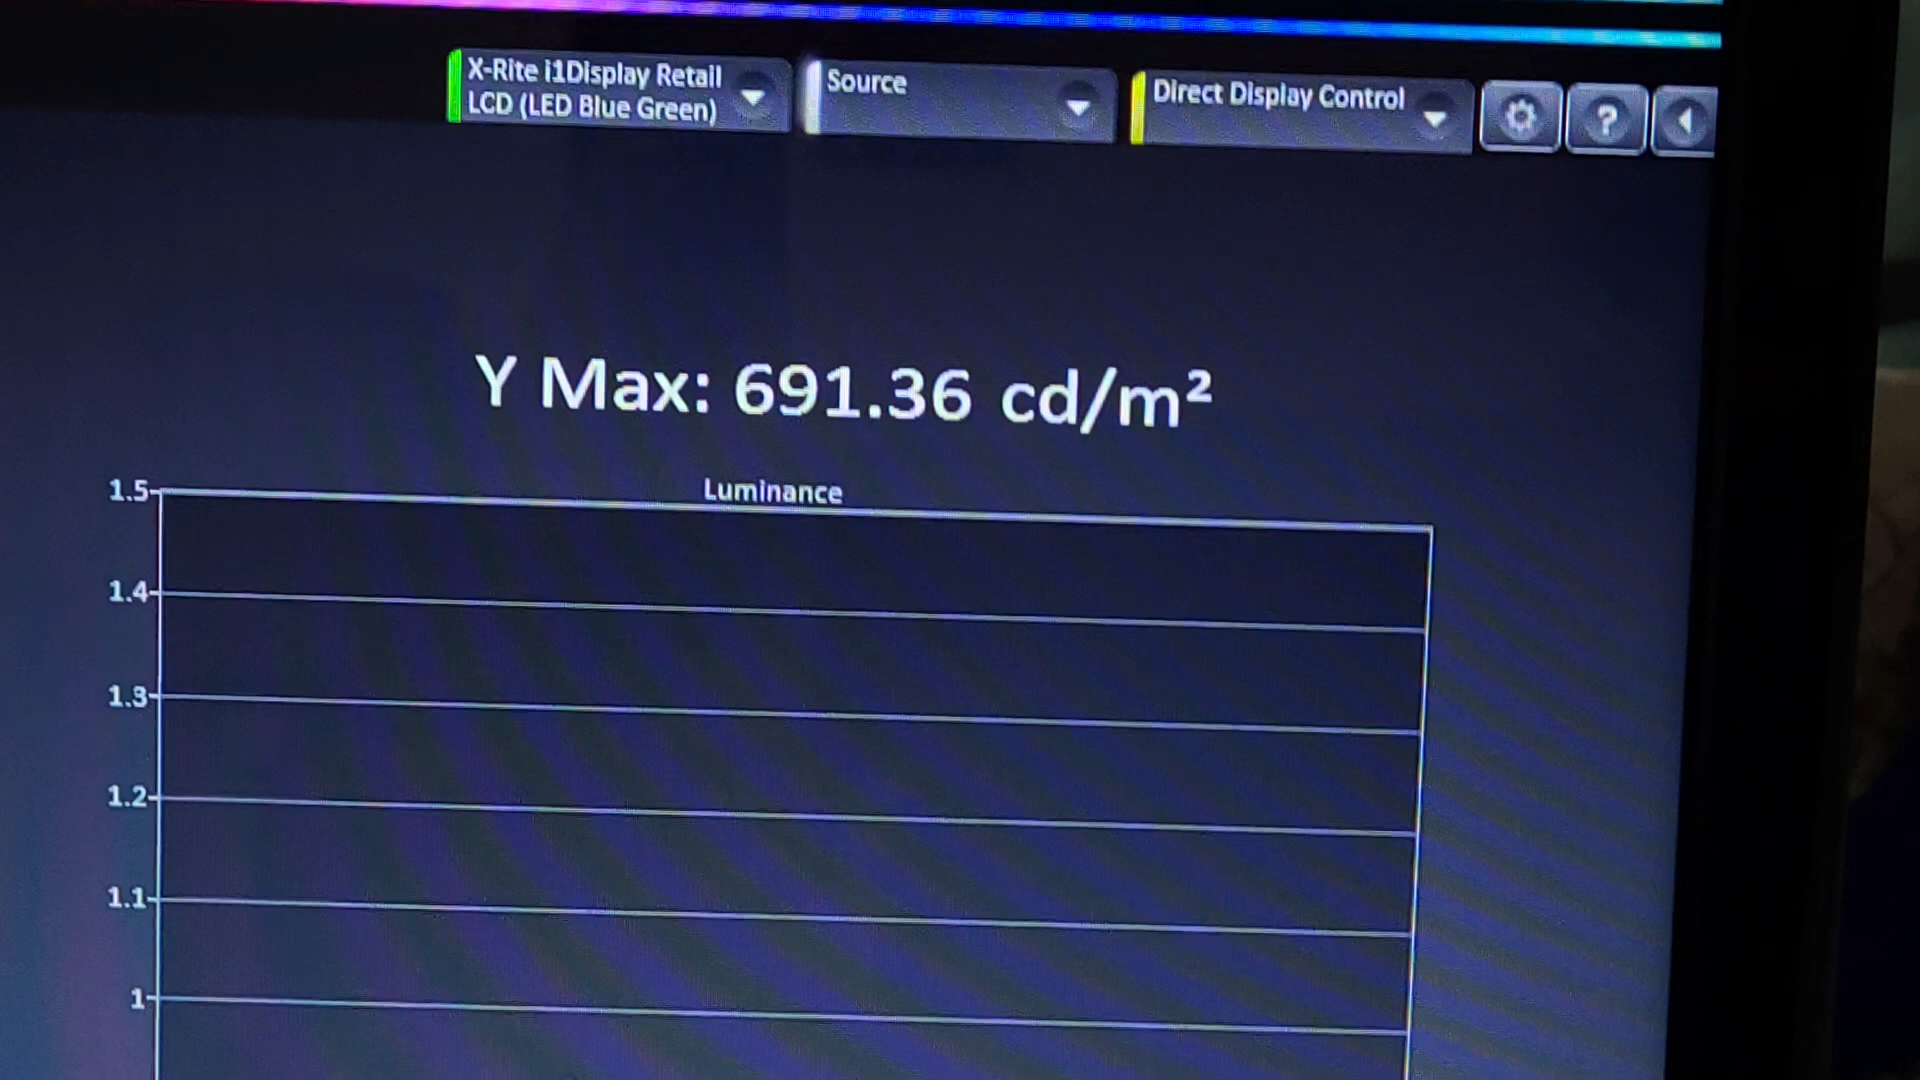 X-Rite i1Display Retail
LCD (LED Blue Green)
Source
Direct Display Control
?
Y Max: 691.36 cd/m²
Luminance
1.5
1.4
1.3
1.2
1.1
1